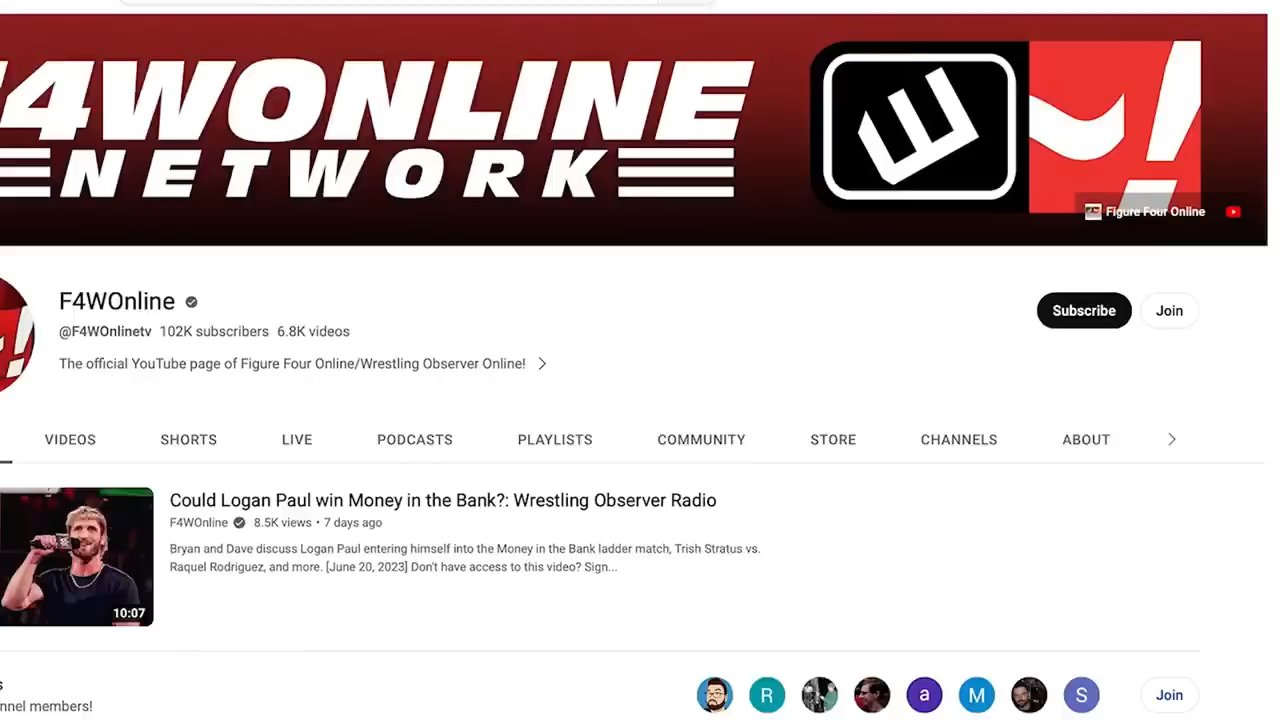 F4WONLINE
NETWORK
Figure Four Online
F4WOnline
@F4WOnlinetv 102K subscribers 6.8K videos
The official YouTube page of Figure Four Online/Wrestling Observer Online!
Subscribe
Join
VIDEOS SHORTS LIVE PODCASTS PLAYLISTS COMMUNITY STORE CHANNELS ABOUT
Could Logan Paul win Money in the Bank?: Wrestling Observer Radio
F4WOnline 8.5K views • 7 days ago
Bryan and Dave discuss Logan Paul entering himself into the Money in the Bank ladder match, Trish Stratus vs.
Raquel Rodriguez, and more. [June 20, 2023] Don't have access to this video? Sign...
10:07
s
nnel members!
R
a
M
S
Join